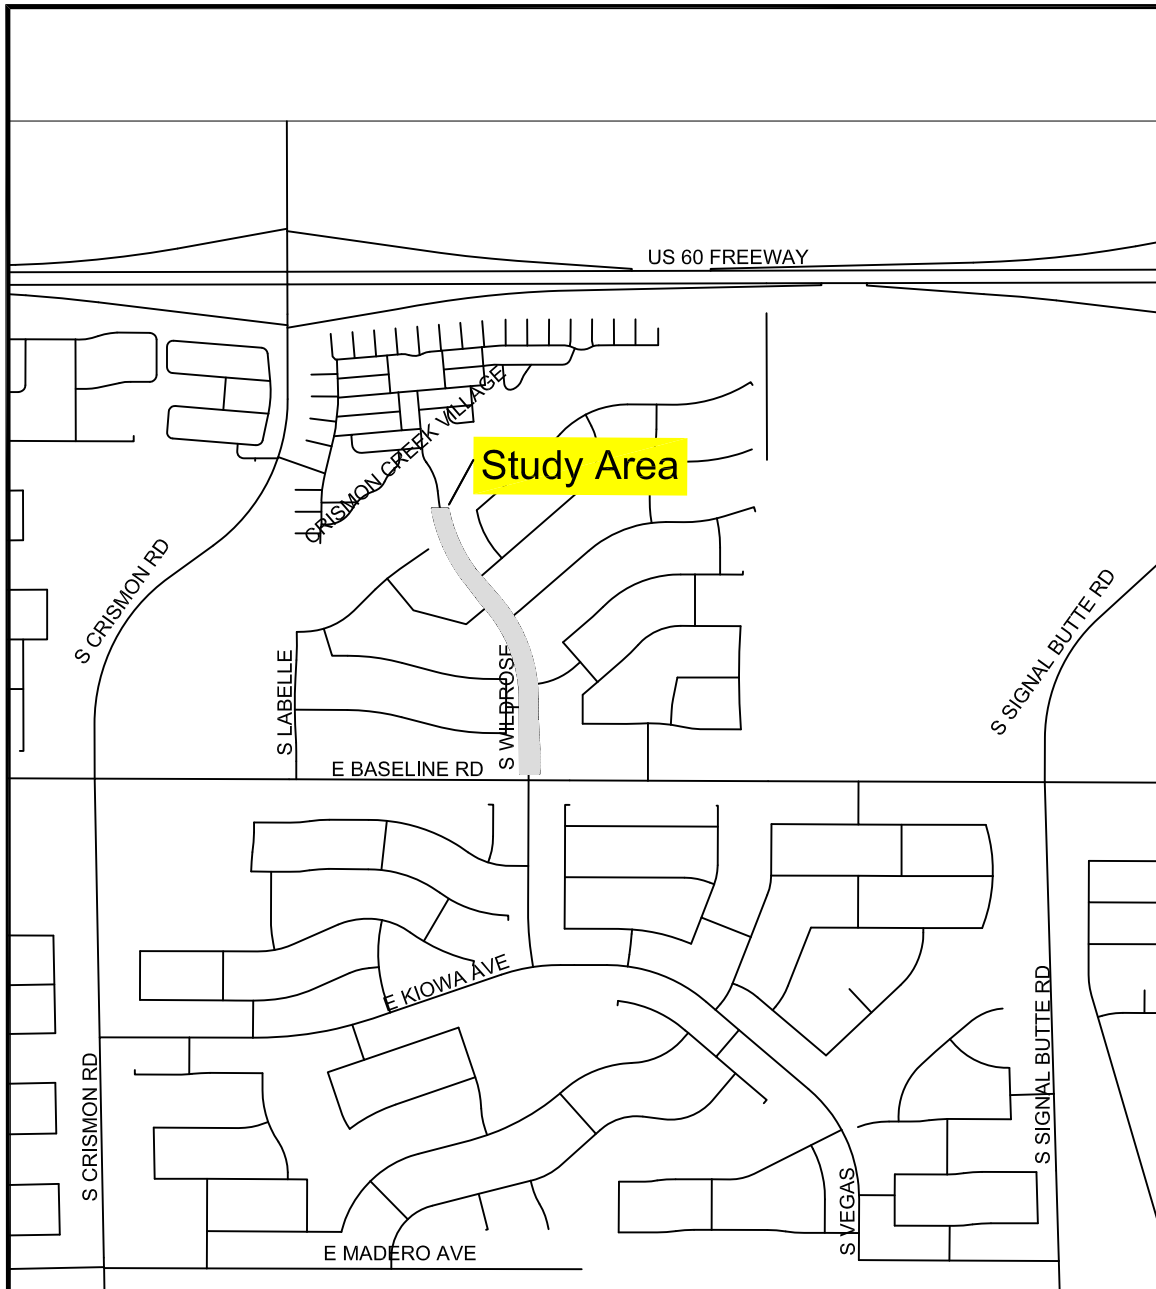 US 60 FREEWAY
CRISMON CREEK VILLAGE
Study Area
S CRISMON RD
S SIGNAL BUTTE RD
S LABELLE
S WILDROSE
E BASELINE RD
E KIOWA AVE
S CRISMON RD
S SIGNAL BUTTE RD
S VEGAS
E MADERO AVE